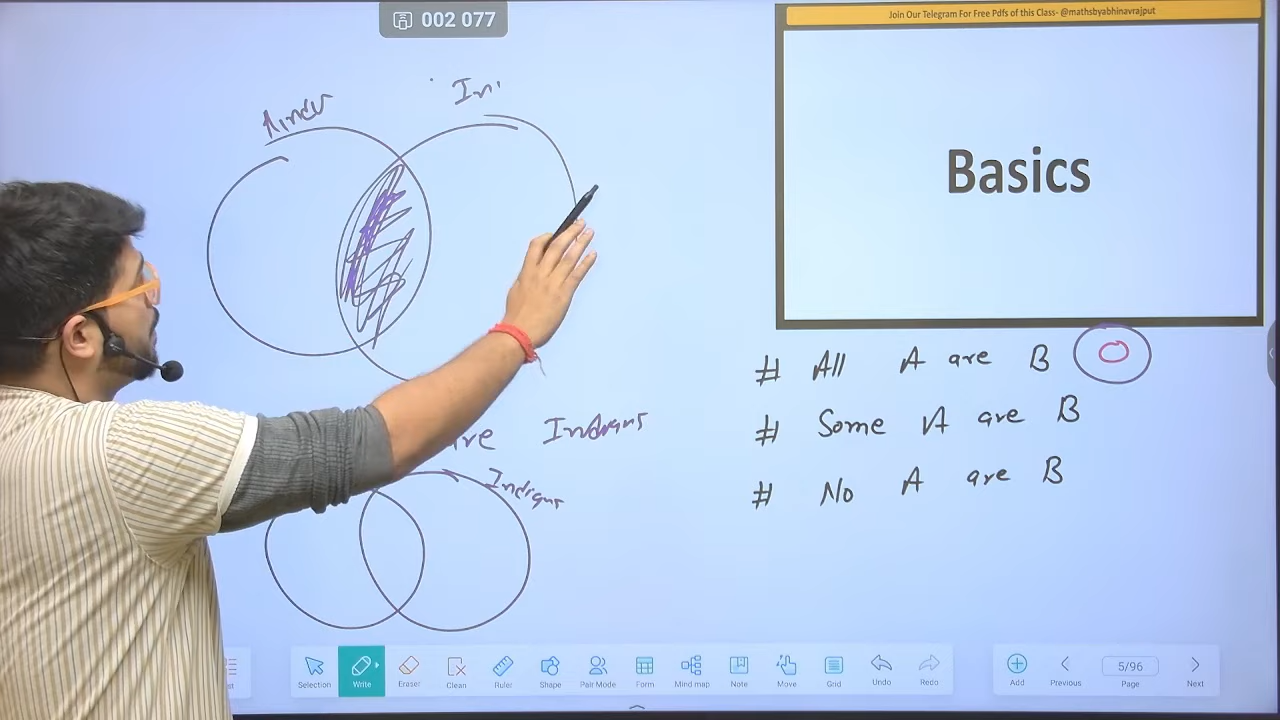 002 077
Join Our Telegram For Free Pdfs of this Class- @mathsbyabhinavrajput
Basics
In
# All A are B
# Some A are B
# No A are B
Indians
Indians
Selection
Write
Eraser
Clean
Ruler
Shape
Pair Mode
Form
Mind map
Note
Move
Grid
Undo
Redo
Add
Previous
5/96
Page
Next